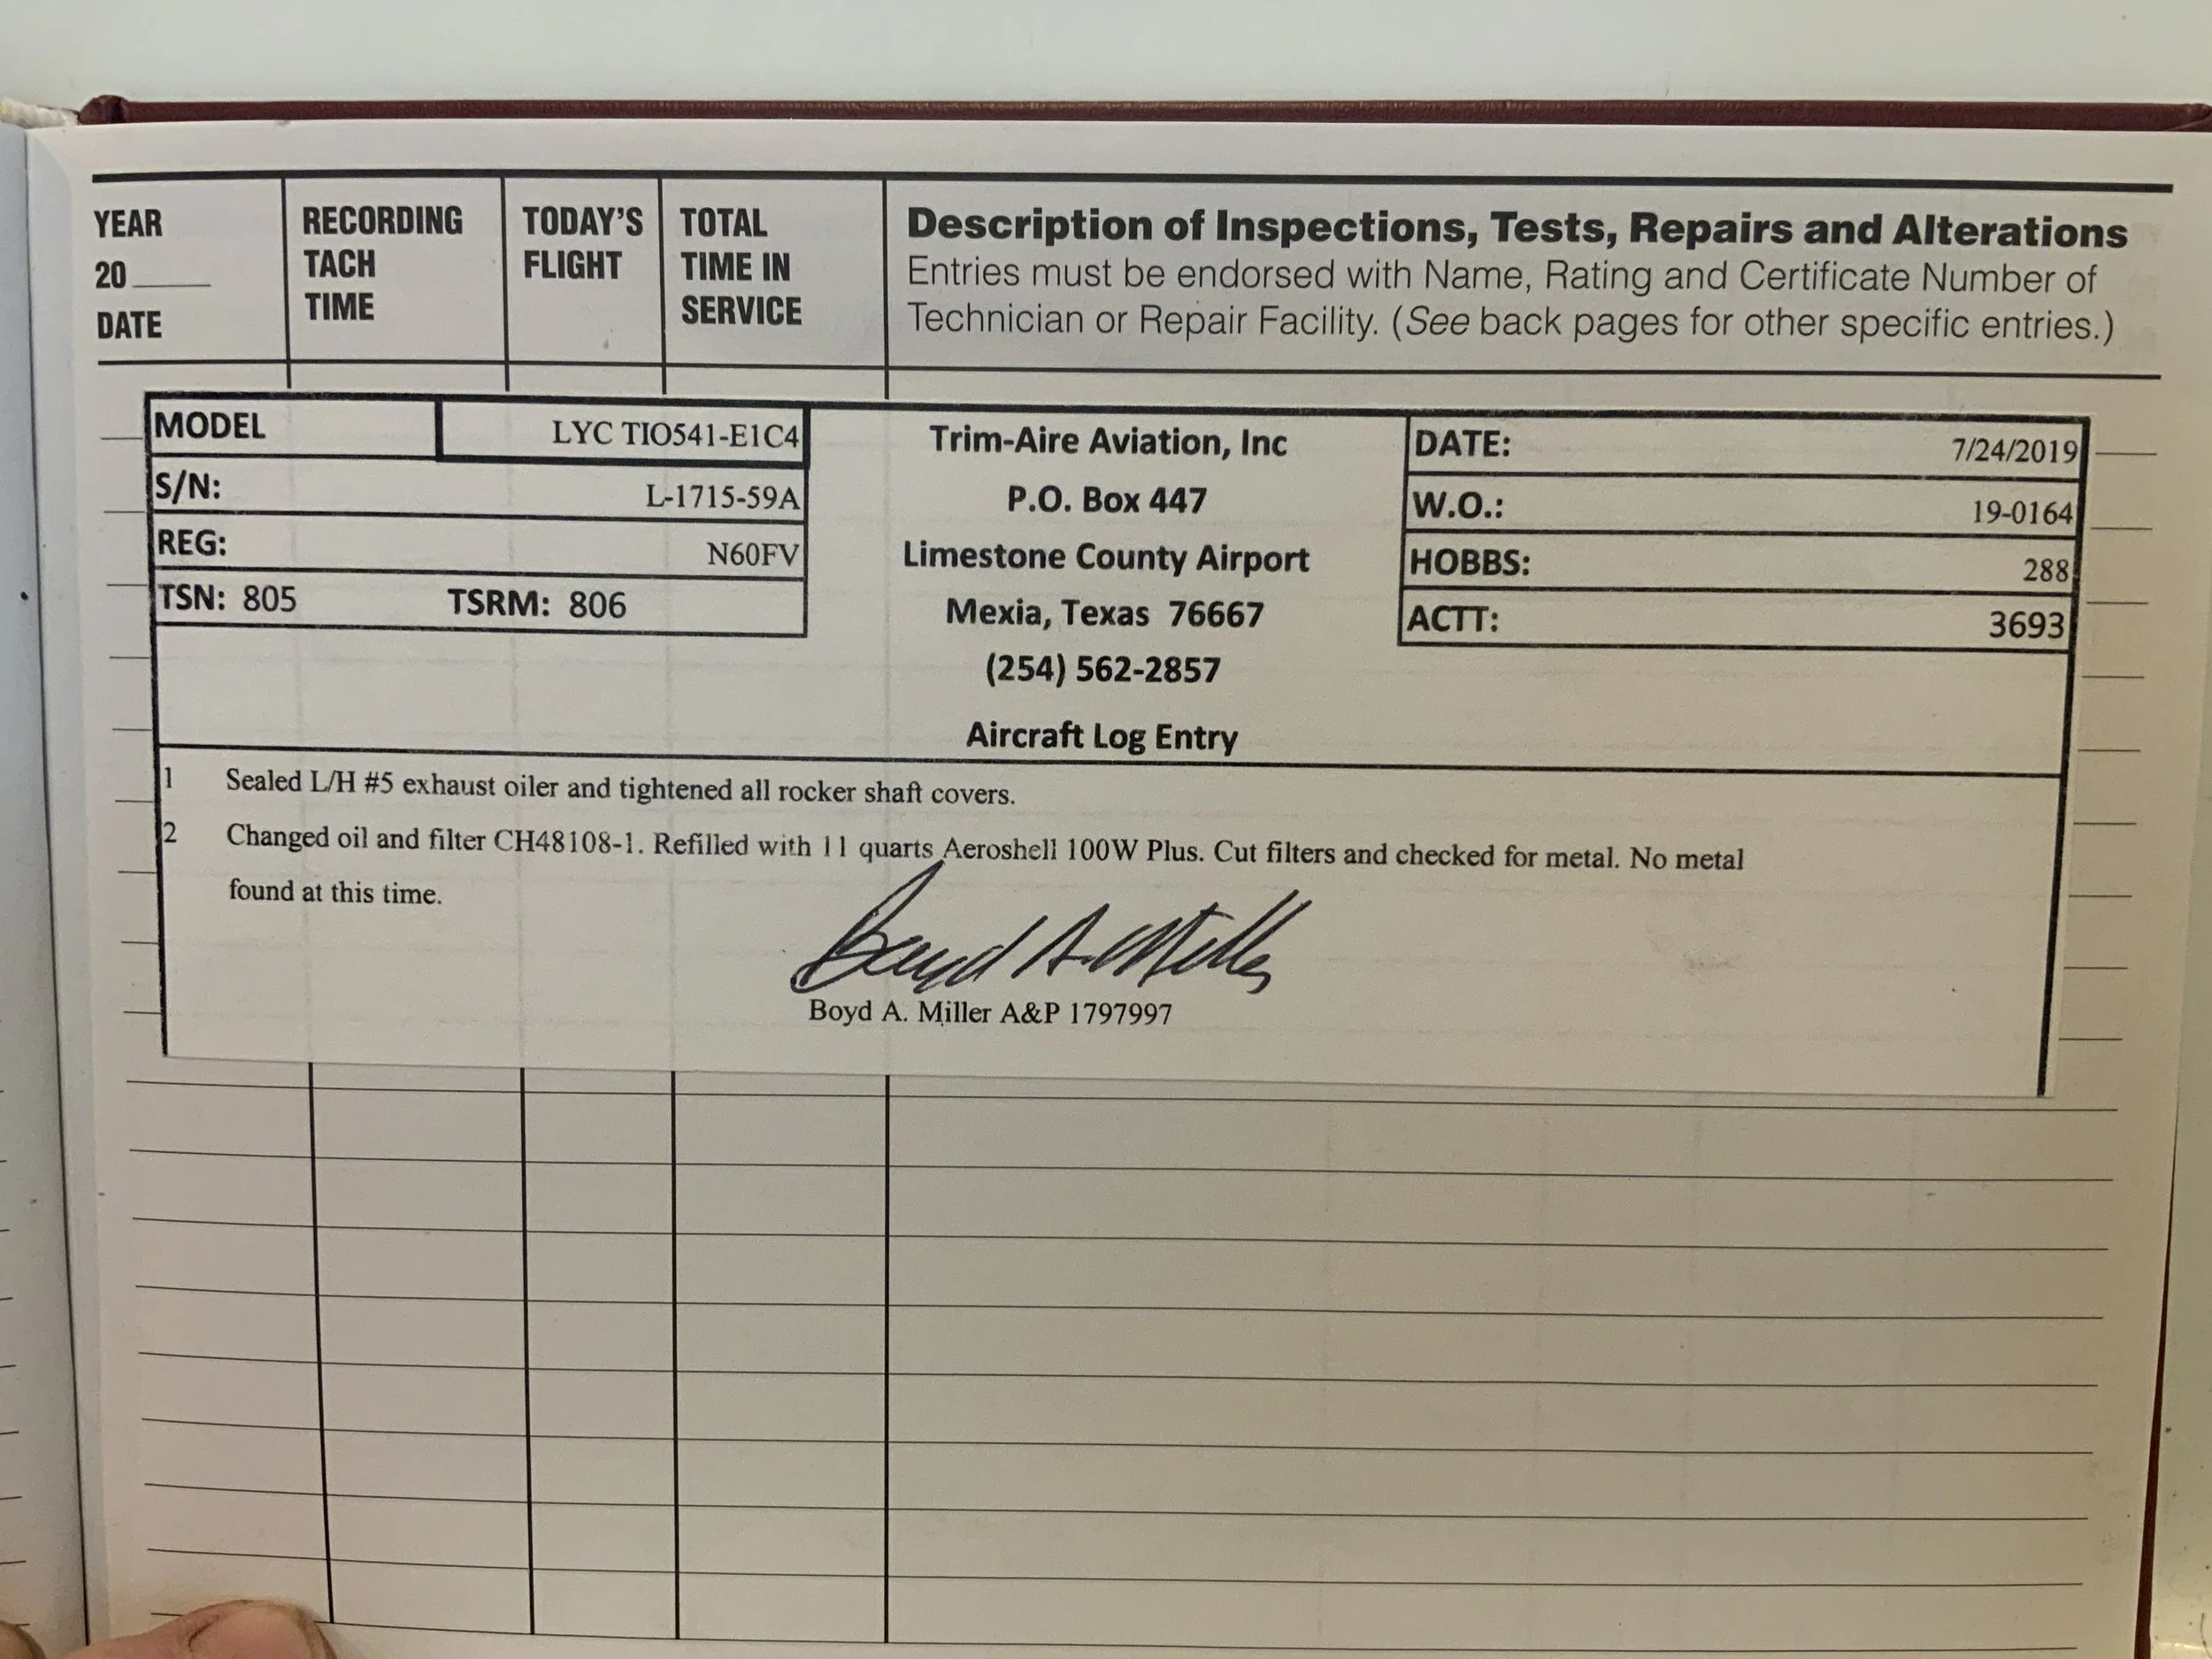 YEAR
20____
DATE
RECORDING
TACH
TIME
TODAY'S
FLIGHT
TOTAL
TIME IN
SERVICE
Description of Inspections, Tests, Repairs and Alterations
Entries must be endorsed with Name, Rating and Certificate Number of
Technician or Repair Facility. (See back pages for other specific entries.)
MODEL LYC TIO541-E1C4
S/N: L-1715-59A
REG: N60FV
TSN: 805 TSRM: 806
Trim-Aire Aviation, Inc
P.O. Box 447
Limestone County Airport
Mexia, Texas 76667
(254) 562-2857
Aircraft Log Entry
DATE: 7/24/2019
W.O.: 19-0164
HOBBS: 288
ACTT: 3693
1 Sealed L/H #5 exhaust oiler and tightened all rocker shaft covers.
2 Changed oil and filter CH48108-1. Refilled with 11 quarts Aeroshell 100W Plus. Cut filters and checked for metal. No metal
found at this time.
Boyd A. Miller
Boyd A. Miller A&P 1797997